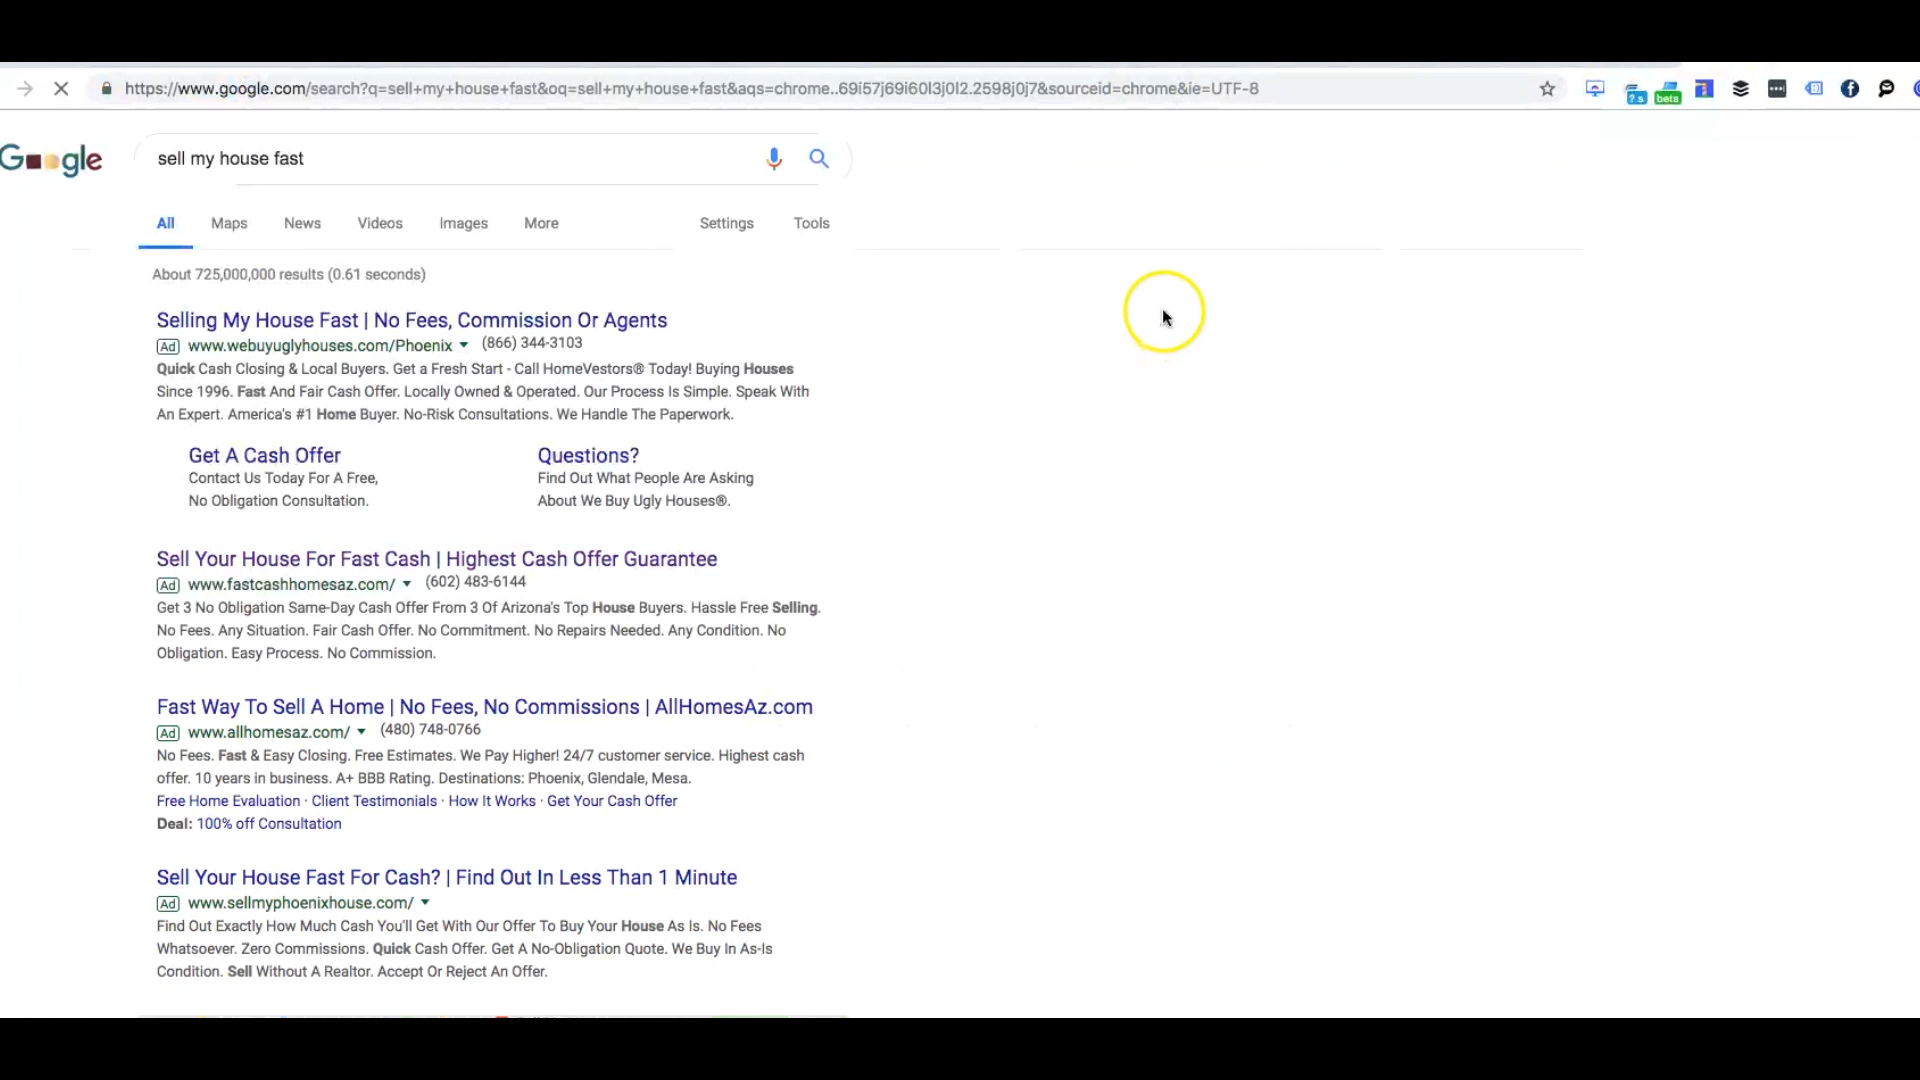 https://www.google.com/search?q=sell+my+house+fast&oq=sell+my+house+fast&aqs=chrome..69i57j69i60l3j0l2.2598j0j7&sourceid=chrome&ie=UTF-8
? s
beta
Google
sell my house fast
All Maps News Videos Images More Settings Tools
About 725,000,000 results (0.61 seconds)
Selling My House Fast | No Fees, Commission Or Agents
Ad www.webuyuglyhouses.com/Phoenix (866) 344-3103
Quick Cash Closing & Local Buyers. Get a Fresh Start - Call HomeVestors® Today! Buying Houses
Since 1996. Fast And Fair Cash Offer. Locally Owned & Operated. Our Process Is Simple. Speak With
An Expert. America's #1 Home Buyer. No-Risk Consultations. We Handle The Paperwork.
Get A Cash Offer
Contact Us Today For A Free,
No Obligation Consultation.
Questions?
Find Out What People Are Asking
About We Buy Ugly Houses®.
Sell Your House For Fast Cash | Highest Cash Offer Guarantee
Ad www.fastcashhomesaz.com/ (602) 483-6144
Get 3 No Obligation Same-Day Cash Offer From 3 Of Arizona's Top House Buyers. Hassle Free Selling.
No Fees. Any Situation. Fair Cash Offer. No Commitment. No Repairs Needed. Any Condition. No
Obligation. Easy Process. No Commission.
Fast Way To Sell A Home | No Fees, No Commissions | AllHomesAz.com
Ad www.allhomesaz.com/ (480) 748-0766
No Fees. Fast & Easy Closing. Free Estimates. We Pay Higher! 24/7 customer service. Highest cash
offer. 10 years in business. A+ BBB Rating. Destinations: Phoenix, Glendale, Mesa.
Free Home Evaluation · Client Testimonials · How It Works · Get Your Cash Offer
Deal: 100% off Consultation
Sell Your House Fast For Cash? | Find Out In Less Than 1 Minute
Ad www.sellmyphoenixhouse.com/
Find Out Exactly How Much Cash You'll Get With Our Offer To Buy Your House As Is. No Fees
Whatsoever. Zero Commissions. Quick Cash Offer. Get A No-Obligation Quote. We Buy In As-Is
Condition. Sell Without A Realtor. Accept Or Reject An Offer.